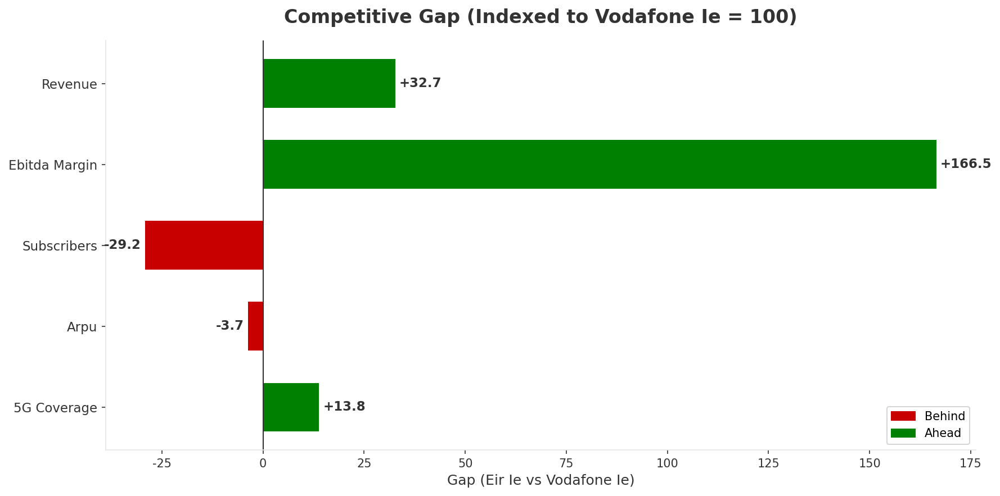 Competitive Gap (Indexed to Vodafone Ie = 100)
Revenue
+32.7
Ebitda Margin
+166.5
Subscribers
-29.2
Arpu
-3.7
5G Coverage
+13.8
Behind
Ahead
-25 0 25 50 75 100 125 150 175
Gap (Eir Ie vs Vodafone Ie)